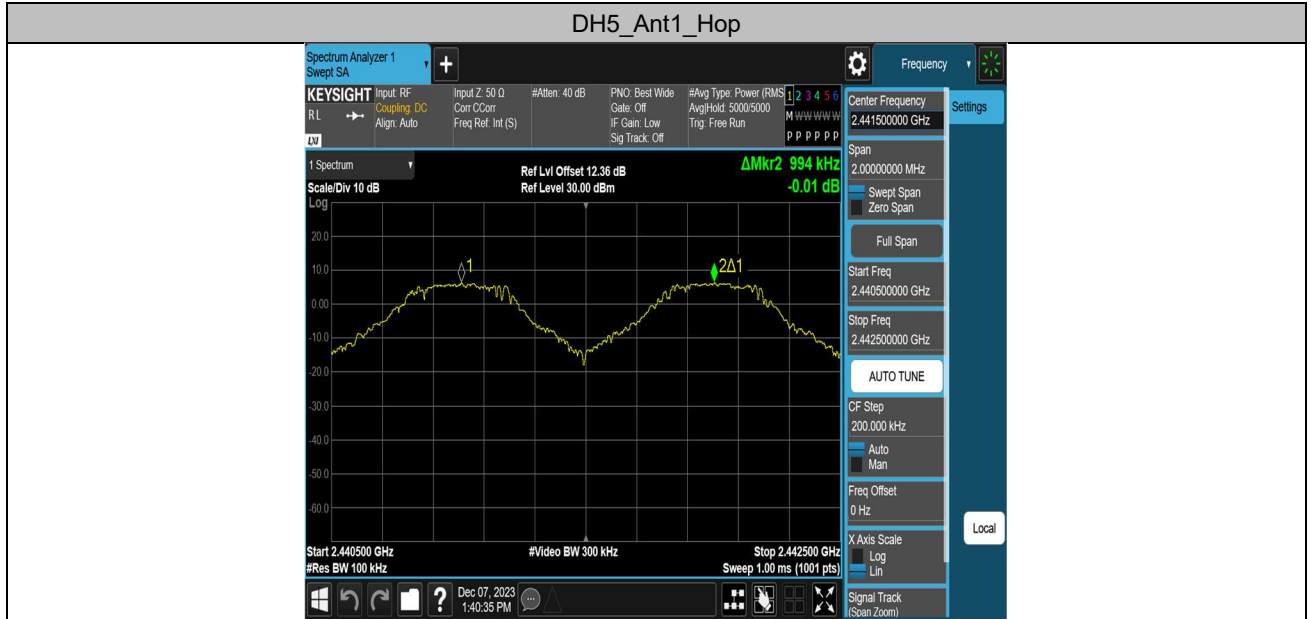 DH5_Ant1_Hop
Spectrum Analyzer 1
Swept SA
+
Frequency
KEYSIGHT
RL
LXI
Input: RF
Coupling: DC
Align: Auto
Input Z: 50 Ω
Corr CCorr
Freq Ref: Int (S)
#Atten: 40 dB
PNO: Best Wide
Gate: Off
IF Gain: Low
Sig Track: Off
#Avg Type: Power (RMS
Avg|Hold: 5000/5000
Trig: Free Run
1 2 3 4 5 6
M W W W W W
P P P P P P
1 Spectrum
Scale/Div 10 dB
Log
Ref Lvl Offset 12.36 dB
Ref Level 30.00 dBm
ΔMkr2 994 kHz
-0.01 dB
20.0
10.0
0.00
-10.0
-20.0
-30.0
-40.0
-50.0
-60.0
1
2Δ1
Start 2.440500 GHz
#Res BW 100 kHz
#Video BW 300 kHz
Stop 2.442500 GHz
Sweep 1.00 ms (1001 pts)
?
Dec 07, 2023
1:40:35 PM
Center Frequency
2.441500000 GHz
Span
2.00000000 MHz
Swept Span
Zero Span
Full Span
Start Freq
2.440500000 GHz
Stop Freq
2.442500000 GHz
AUTO TUNE
CF Step
200.000 kHz
Auto
Man
Freq Offset
0 Hz
X Axis Scale
Log
Lin
Signal Track
(Span Zoom)
Settings
Local